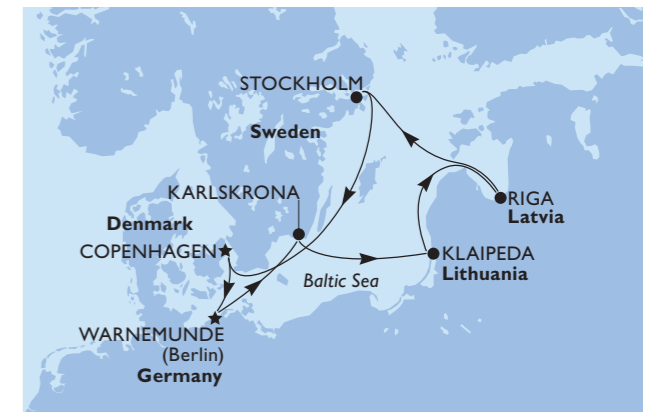 STOCKHOLM
Sweden
KARLSKRONA
Denmark
COPENHAGEN
RIGA
Latvia
KLAIPEDA
Lithuania
Baltic Sea
WARNEMUNDE
(Berlin)
Germany